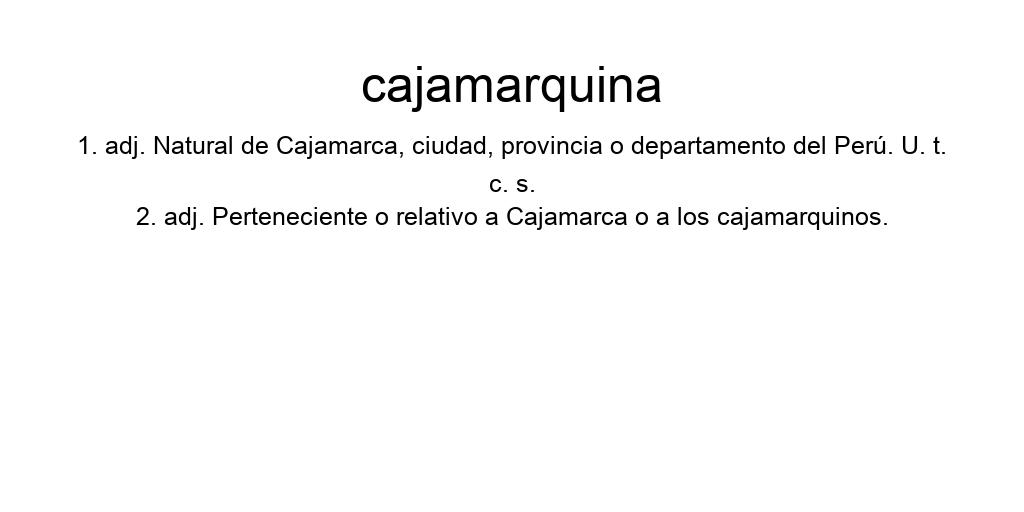 cajamarquina
1. adj. Natural de Cajamarca, ciudad, provincia o departamento del Perú. U. t.
c. s.
2. adj. Perteneciente o relativo a Cajamarca o a los cajamarquinos.